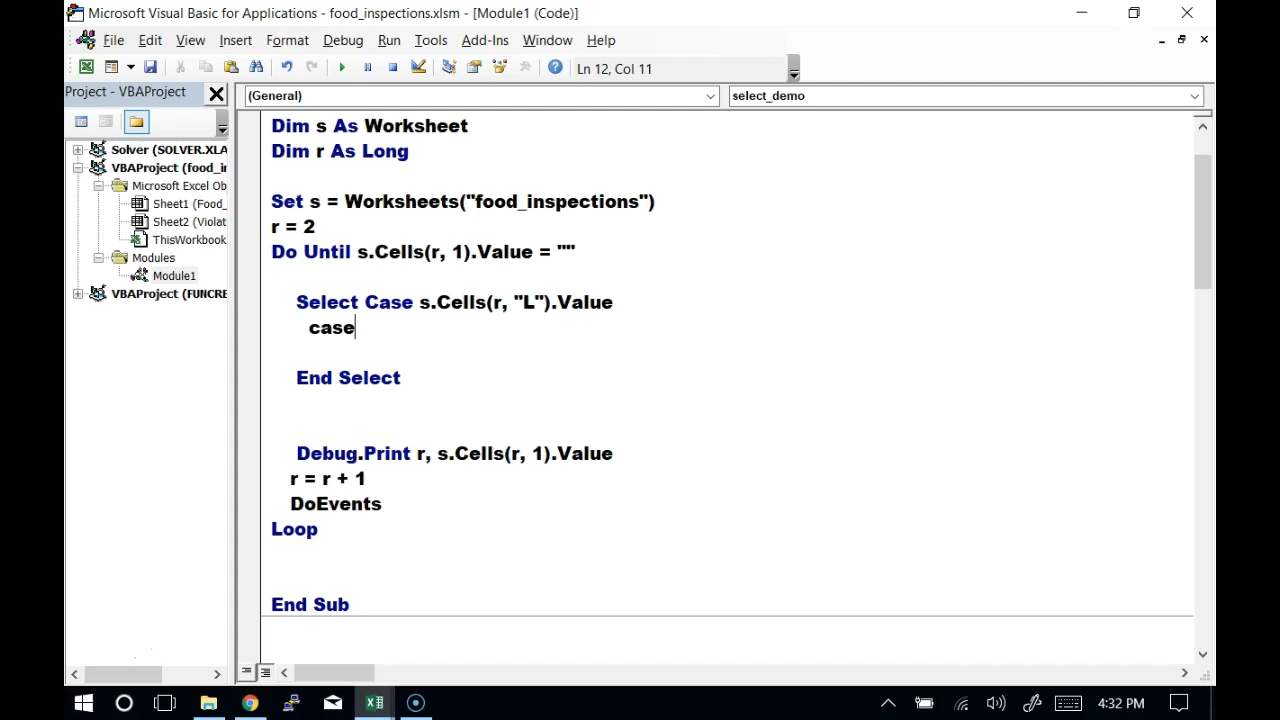 Microsoft Visual Basic for Applications - food_inspections.xlsm - [Module1 (Code)]
File Edit View Insert Format Debug Run Tools Add-Ins Window Help
Ln 12, Col 11
Project - VBAProject
(General) select_demo
Solver (SOLVER.XLA
VBAProject (food_ir
Microsoft Excel Ob
Sheet1 (Food_
Sheet2 (Violat
ThisWorkbook
Modules
Module1
VBAProject (FUNCRE
Dim s As Worksheet
Dim r As Long
Set s = Worksheets("food_inspections")
r = 2
Do Until s.Cells(r, 1).Value = ""
Select Case s.Cells(r, "L").Value
case
End Select
Debug.Print r, s.Cells(r, 1).Value
r = r + 1
DoEvents
Loop
End Sub
4:32 PM